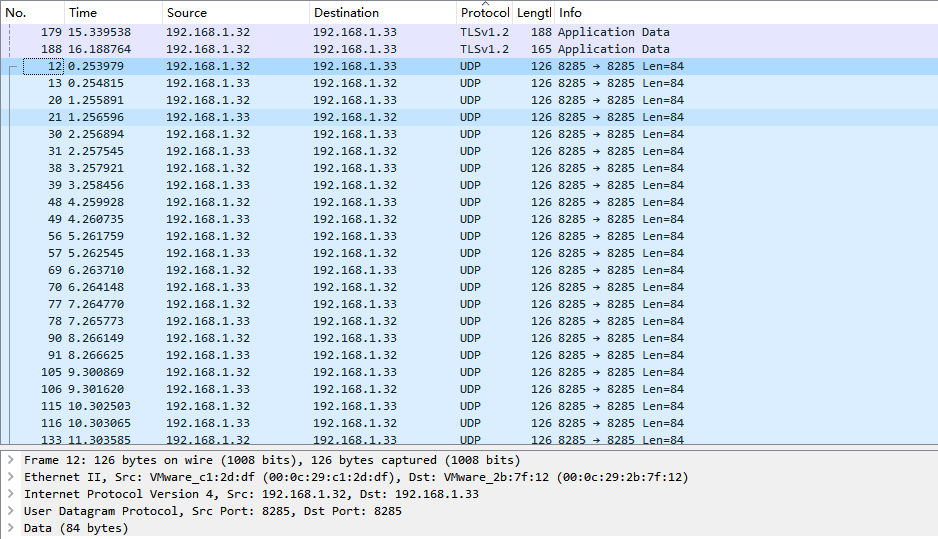 No. Time Source Destination Protocol Lengtl Info
179 15.339538 192.168.1.32 192.168.1.33 TLSv1.2 188 Application Data
188 16.188764 192.168.1.32 192.168.1.33 TLSv1.2 165 Application Data
12 0.253979 192.168.1.32 192.168.1.33 UDP 126 8285 → 8285 Len=84
13 0.254815 192.168.1.33 192.168.1.32 UDP 126 8285 → 8285 Len=84
20 1.255891 192.168.1.32 192.168.1.33 UDP 126 8285 → 8285 Len=84
21 1.256596 192.168.1.33 192.168.1.32 UDP 126 8285 → 8285 Len=84
30 2.256894 192.168.1.32 192.168.1.33 UDP 126 8285 → 8285 Len=84
31 2.257545 192.168.1.33 192.168.1.32 UDP 126 8285 → 8285 Len=84
38 3.257921 192.168.1.32 192.168.1.33 UDP 126 8285 → 8285 Len=84
39 3.258456 192.168.1.33 192.168.1.32 UDP 126 8285 → 8285 Len=84
48 4.259928 192.168.1.32 192.168.1.33 UDP 126 8285 → 8285 Len=84
49 4.260735 192.168.1.33 192.168.1.32 UDP 126 8285 → 8285 Len=84
56 5.261759 192.168.1.32 192.168.1.33 UDP 126 8285 → 8285 Len=84
57 5.262545 192.168.1.33 192.168.1.32 UDP 126 8285 → 8285 Len=84
69 6.263710 192.168.1.32 192.168.1.33 UDP 126 8285 → 8285 Len=84
70 6.264148 192.168.1.33 192.168.1.32 UDP 126 8285 → 8285 Len=84
77 7.264770 192.168.1.32 192.168.1.33 UDP 126 8285 → 8285 Len=84
78 7.265773 192.168.1.33 192.168.1.32 UDP 126 8285 → 8285 Len=84
90 8.266149 192.168.1.32 192.168.1.33 UDP 126 8285 → 8285 Len=84
91 8.266625 192.168.1.33 192.168.1.32 UDP 126 8285 → 8285 Len=84
105 9.300869 192.168.1.32 192.168.1.33 UDP 126 8285 → 8285 Len=84
106 9.301620 192.168.1.33 192.168.1.32 UDP 126 8285 → 8285 Len=84
115 10.302503 192.168.1.32 192.168.1.33 UDP 126 8285 → 8285 Len=84
116 10.303065 192.168.1.33 192.168.1.32 UDP 126 8285 → 8285 Len=84
133 11.303585 192.168.1.32 192.168.1.33 UDP 126 8285 → 8285 Len=84
Frame 12: 126 bytes on wire (1008 bits), 126 bytes captured (1008 bits)
Ethernet II, Src: VMware_c1:2d:df (00:0c:29:c1:2d:df), Dst: VMware_2b:7f:12 (00:0c:29:2b:7f:12)
Internet Protocol Version 4, Src: 192.168.1.32, Dst: 192.168.1.33
User Datagram Protocol, Src Port: 8285, Dst Port: 8285
Data (84 bytes)